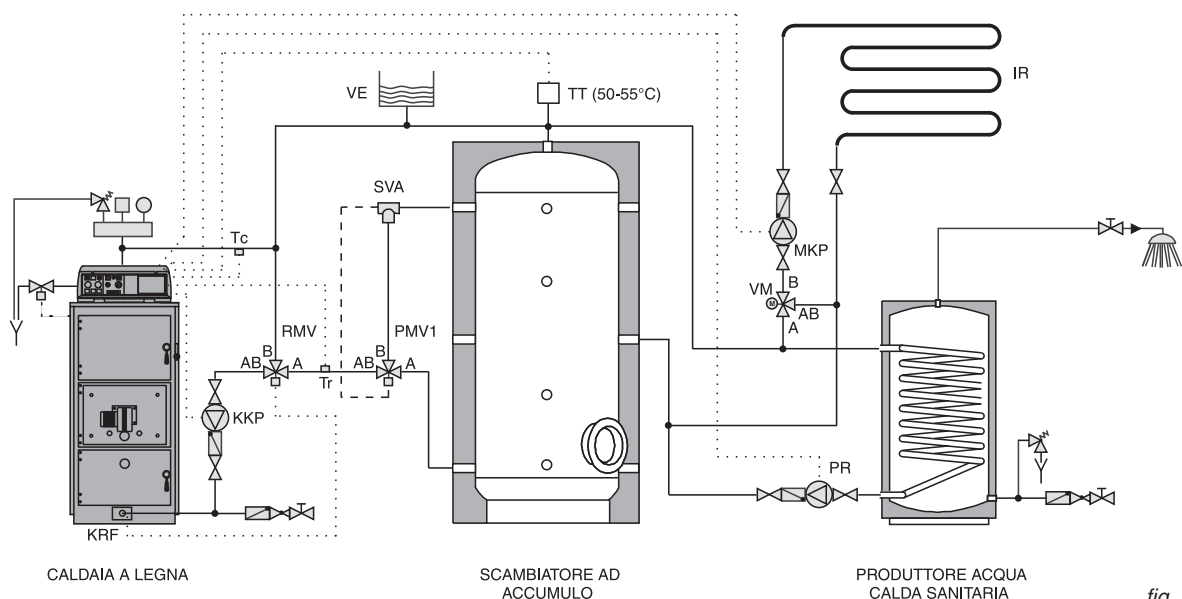 VE
TT (50-55°C)
IR
SVA
Tc
MKP
B
VM
M
AB
A
RMV
PMV1
B
AB
A
Tr
B
AB
A
KKP
PR
KRF
CALDAIA A LEGNA
SCAMBIATORE AD
ACCUMULO
PRODUTTORE ACQUA
CALDA SANITARIA
fig